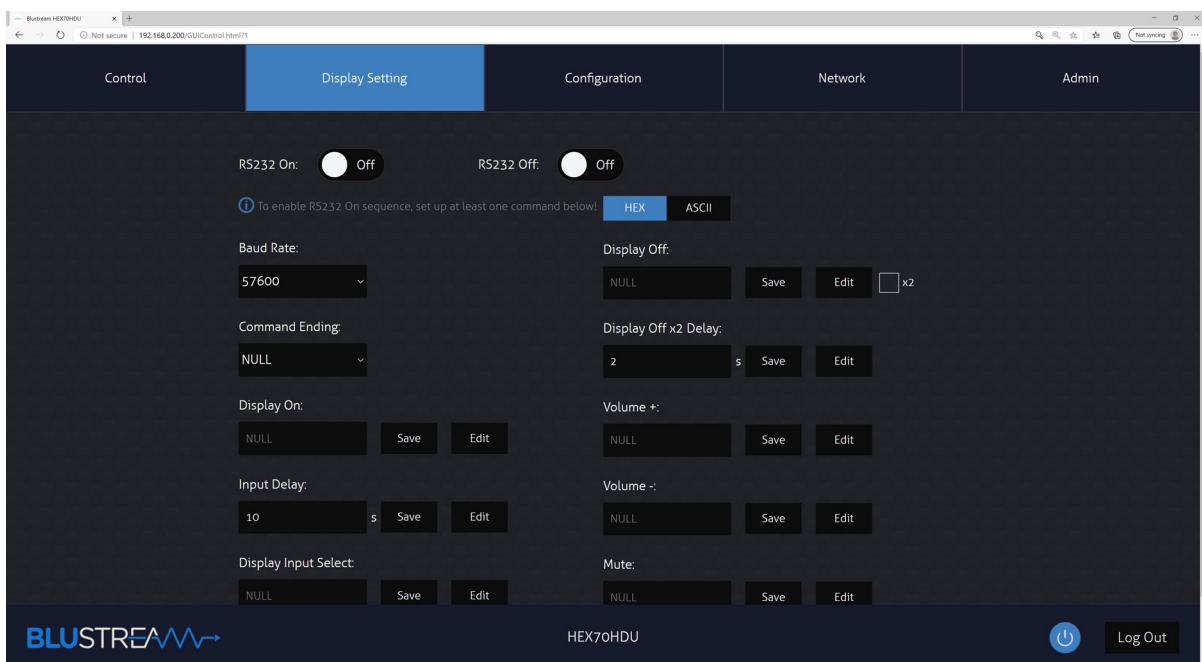 Blustream HEX70HDU
Not secure | 192.168.0.200/GUIControl.html?1
Not syncing
Control Display Setting Configuration Network Admin
RS232 On: Off RS232 Off: Off
To enable RS232 On sequence, set up at least one command below! HEX ASCII
Baud Rate: Display Off:
57600 NULL Save Edit x2
Command Ending: Display Off x2 Delay:
NULL 2 s Save Edit
Display On: Volume +:
NULL Save Edit NULL Save Edit
Input Delay: Volume -:
10 s Save Edit NULL Save Edit
Display Input Select: Mute:
NULL Save Edit NULL Save Edit
BLUSTREAM HEX70HDU Log Out